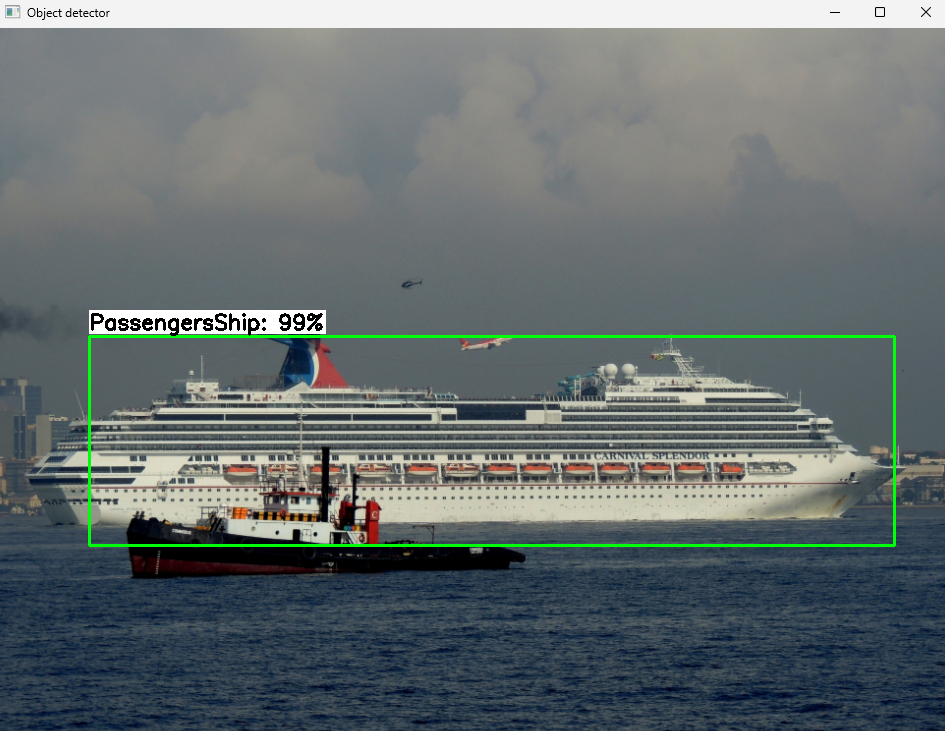 Object detector
PassengersShip: 99%
CARNIVAL SPLENDOR
C